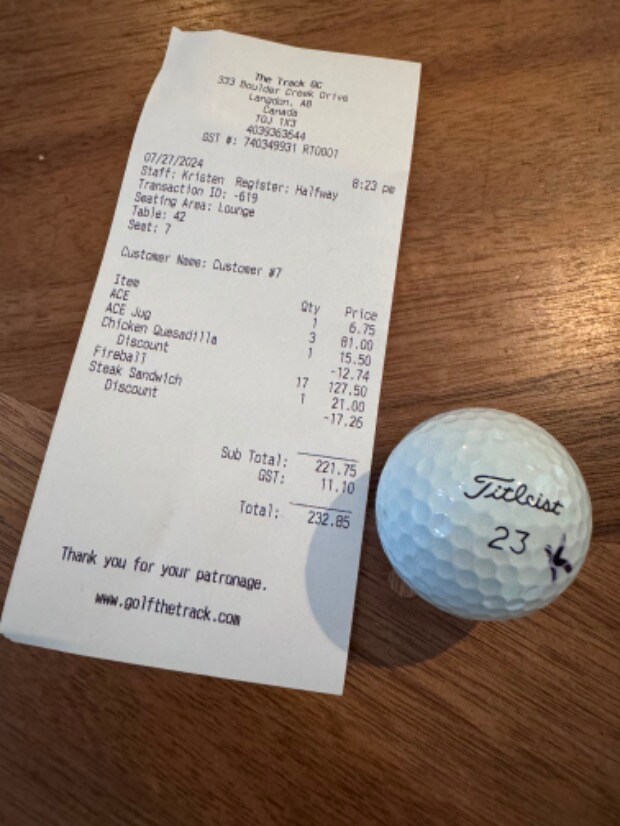 The Track GC
333 Boulder Creek Drive
Langdon, AB
Canada
T0J 1X3
4039363644
GST #: 740349931 RT0001
07/27/2024 8:23 pm
Staff: Kristen Register: Halfway
Transaction ID: -619
Seating Area: Lounge
Table: 42
Seat: 7
Customer Name: Customer #7
Item Qty Price
ACE 1 6.75
ACE Jug 3 81.00
Chicken Quesadilla 1 15.50
Discount -12.74
Fireball 17 127.50
Steak Sandwich 1 21.00
Discount -17.26
Sub Total: 221.75
GST: 11.10
Total: 232.85
Thank you for your patronage.
www.golfthetrack.com
Titleist
23